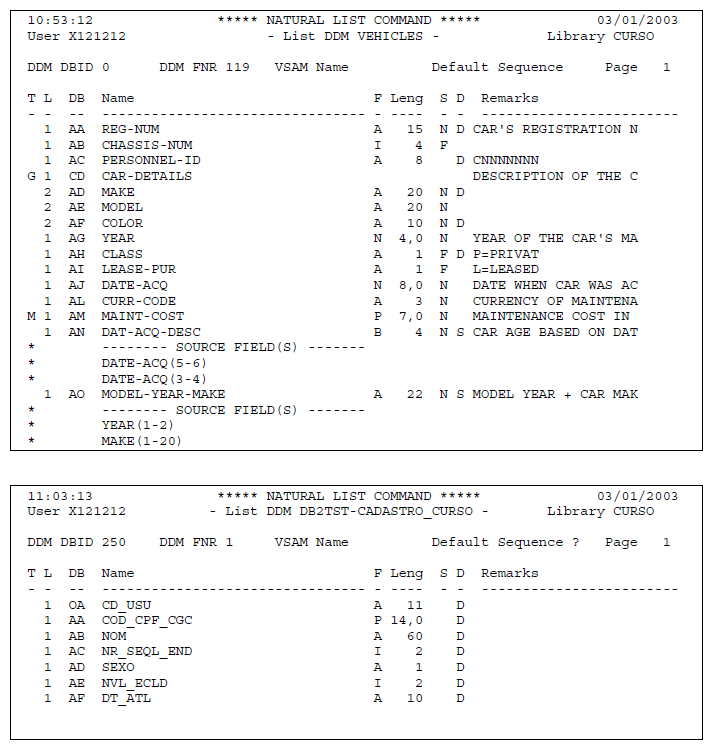 10:53:12               ***** NATURAL LIST COMMAND *****              03/01/2003
User X121212                 - List DDM VEHICLES -             Library CURSO
DDM DBID 0      DDM FNR 119   VSAM Name          Default Sequence     Page   1
T L  DB  Name                             F Leng  S D  Remarks
- -  --  -------------------------------- - ----  - -  ------------------------
  1  AA  REG-NUM                          A   15  N D CAR'S REGISTRATION N
  1  AB  CHASSIS-NUM                      I    4  F
  1  AC  PERSONNEL-ID                     A    8    D CNNNNNNN
G 1  CD  CAR-DETAILS                                  DESCRIPTION OF THE C
  2  AD  MAKE                             A   20  N D
  2  AE  MODEL                            A   20  N
  2  AF  COLOR                            A   10  N D
  1  AG  YEAR                             N  4,0  N   YEAR OF THE CAR'S MA
  1  AH  CLASS                            A    1  F D P=PRIVAT
  1  AI  LEASE-PUR                        A    1  F   L=LEASED
  1  AJ  DATE-ACQ                         N  8,0  N   DATE WHEN CAR WAS AC
  1  AL  CURR-CODE                        A    3  N   CURRENCY OF MAINTENA
M 1  AM  MAINT-COST                       P  7,0  N   MAINTENANCE COST IN
  1  AN  DAT-ACQ-DESC                     B    4  N S CAR AGE BASED ON DAT
*        -------- SOURCE FIELD(S) -------
*        DATE-ACQ(5-6)
*        DATE-ACQ(3-4)
  1  AO  MODEL-YEAR-MAKE                  A   22  N S MODEL YEAR + CAR MAK
*        -------- SOURCE FIELD(S) -------
*        YEAR(1-2)
*        MAKE(1-20)
11:03:13               ***** NATURAL LIST COMMAND *****              03/01/2003
User X121212          - List DDM DB2TST-CADASTRO_CURSO -       Library CURSO
DDM DBID 250    DDM FNR 1     VSAM Name          Default Sequence ?   Page   1
T L  DB  Name                             F Leng  S D  Remarks
- -  --  -------------------------------- - ----  - -  ------------------------
  1  OA  CD_USU                           A   11    D
  1  AA  COD_CPF_CGC                      P 14,0    D
  1  AB  NOM                              A   60    D
  1  AC  NR_SEQL_END                      I    2    D
  1  AD  SEXO                             A    1    D
  1  AE  NVL_ECLD                         I    2    D
  1  AF  DT_ATL                           A   10    D